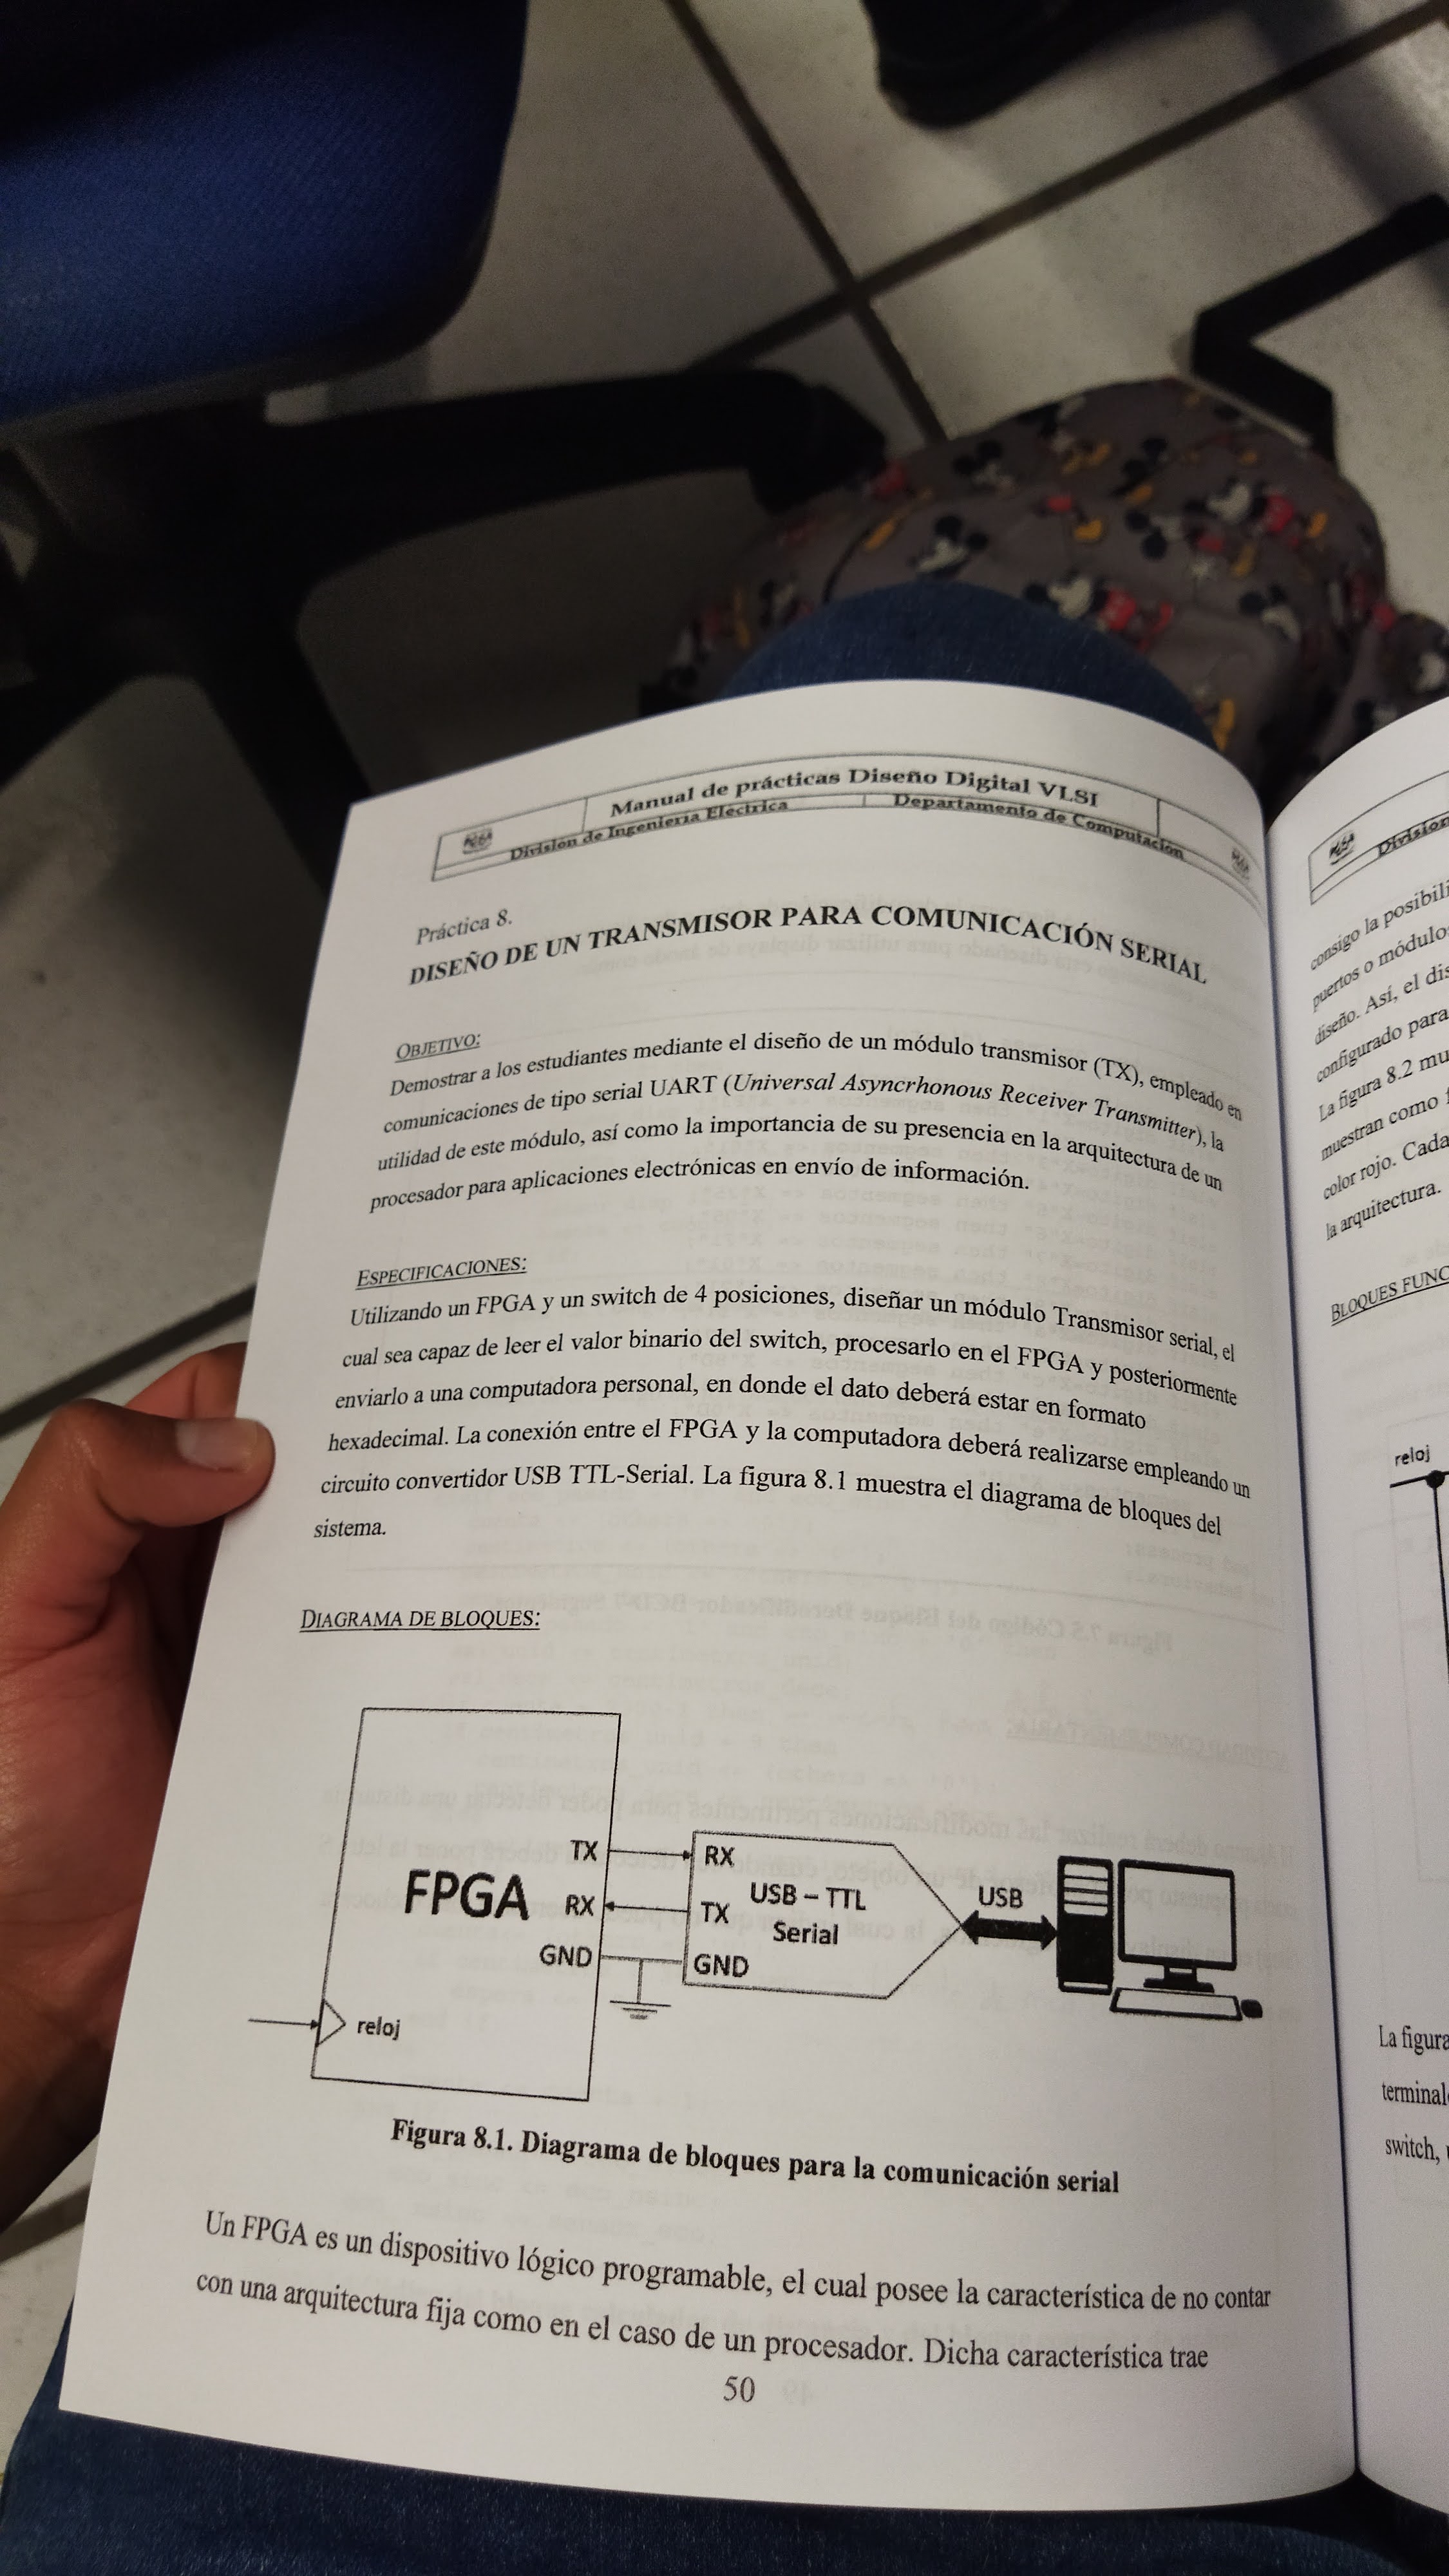 Manual de prácticas Diseño Digital VLSI
División de Ingeniería Eléctrica
Departamento de Computación
Práctica 8.
DISEÑO DE UN TRANSMISOR PARA COMUNICACIÓN SERIAL
OBJETIVO:
Demostrar a los estudiantes mediante el diseño de un módulo transmisor (TX), empleado en
comunicaciones de tipo serial UART (Universal Asyncrhonous Receiver Transmitter), la
utilidad de este módulo, así como la importancia de su presencia en la arquitectura de un
procesador para aplicaciones electrónicas en envío de información.
ESPECIFICACIONES:
Utilizando un FPGA y un switch de 4 posiciones, diseñar un módulo Transmisor serial, el
cual sea capaz de leer el valor binario del switch, procesarlo en el FPGA y posteriormente
enviarlo a una computadora personal, en donde el dato deberá estar en formato
hexadecimal. La conexión entre el FPGA y la computadora deberá realizarse empleando un
circuito convertidor USB TTL-Serial. La figura 8.1 muestra el diagrama de bloques del
sistema.
DIAGRAMA DE BLOQUES:
FPGA
TX
RX
GND
reloj
RX
TX
GND
USB – TTL
Serial
USB
Figura 8.1. Diagrama de bloques para la comunicación serial
Un FPGA es un dispositivo lógico programable, el cual posee la característica de no contar
con una arquitectura fija como en el caso de un procesador. Dicha característica trae
50
División
consigo la posibili
puertos o módulo
diseño. Así, el dis
configurado para
La figura 8.2 mu
muestran como
color rojo. Cada
la arquitectura.
BLOQUES FUNC
reloj
La figura
terminal
switch,